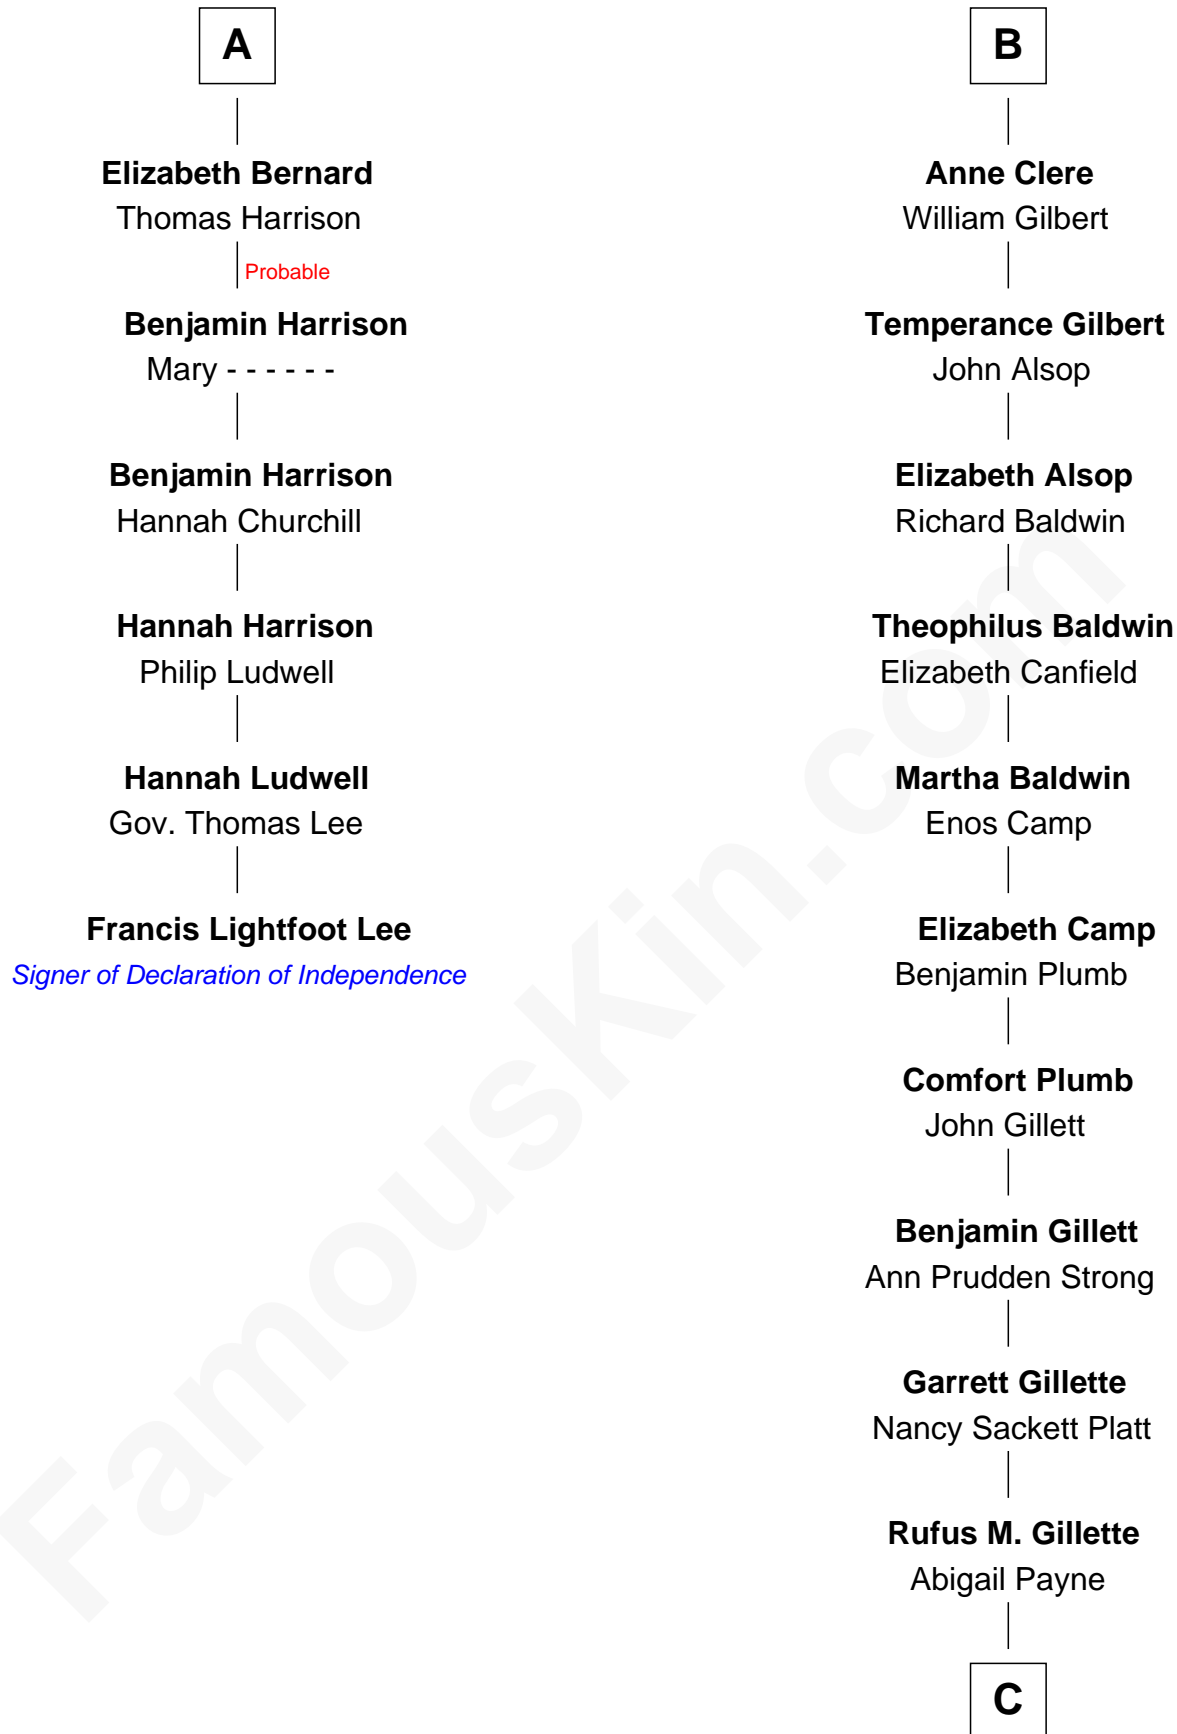 A
Elizabeth Bernard
Thomas Harrison
Probable
Benjamin Harrison
Mary - - - - - -
Benjamin Harrison
Hannah Churchill
Hannah Harrison
Philip Ludwell
Hannah Ludwell
Gov. Thomas Lee
Francis Lightfoot Lee
Signer of Declaration of Independence
B
Anne Clere
William Gilbert
Temperance Gilbert
John Alsop
Elizabeth Alsop
Richard Baldwin
Theophilus Baldwin
Elizabeth Canfield
Martha Baldwin
Enos Camp
Elizabeth Camp
Benjamin Plumb
Comfort Plumb
John Gillett
Benjamin Gillett
Ann Prudden Strong
Garrett Gillette
Nancy Sackett Platt
Rufus M. Gillette
Abigail Payne
C
FamousKin.com